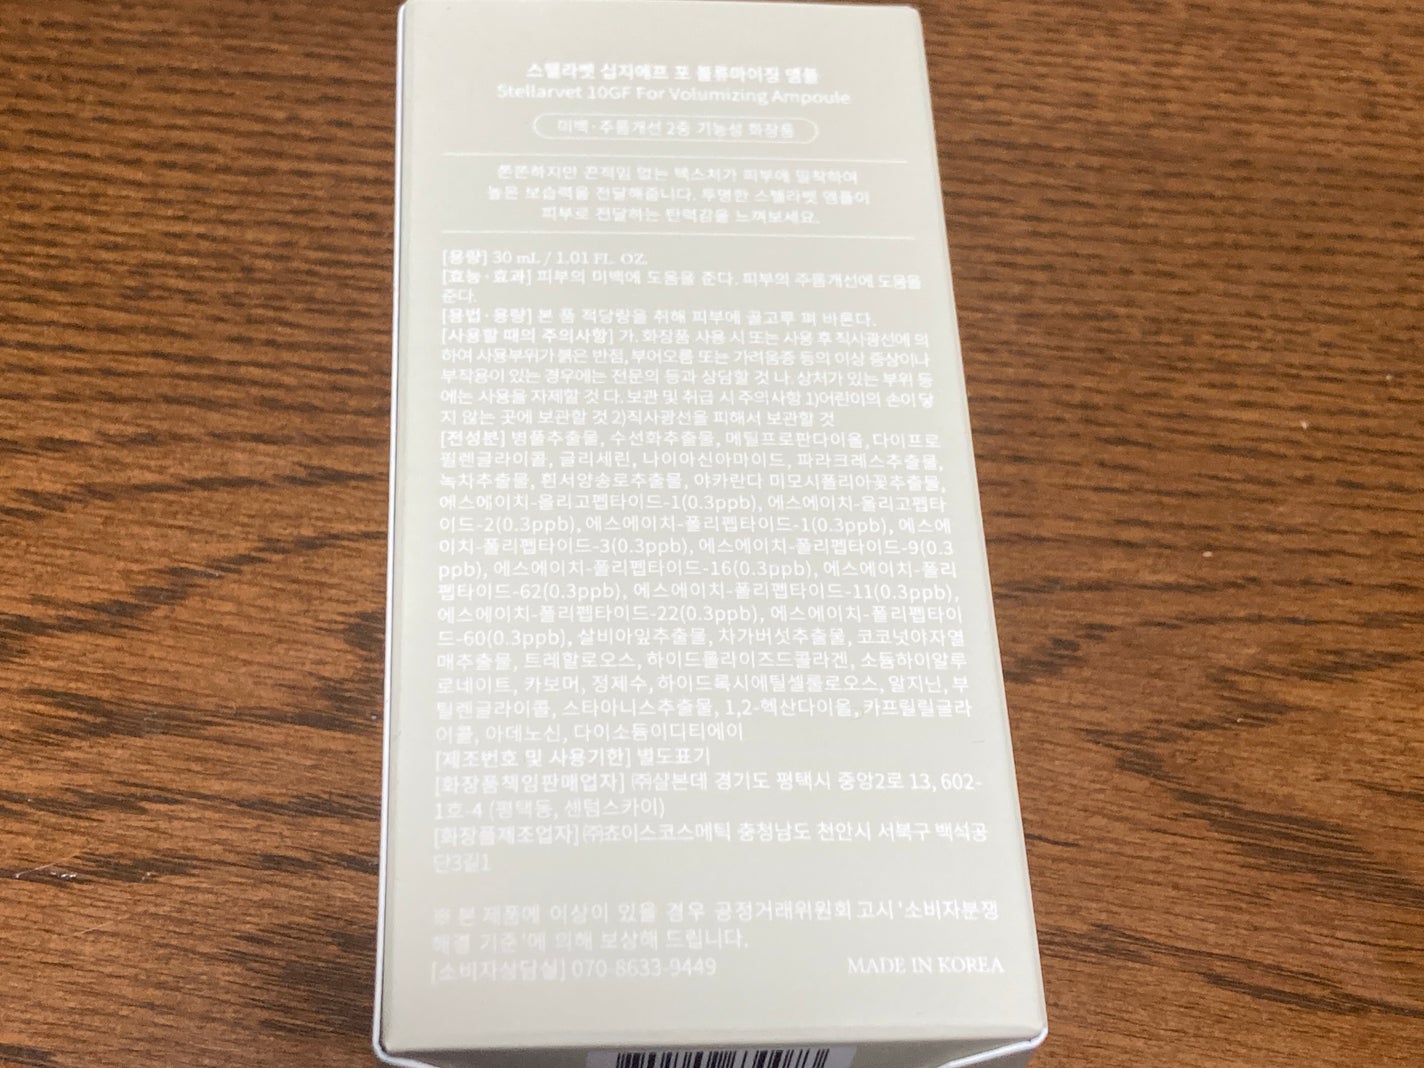 스텔라벳 십지에프 포 볼류마이징 앰플
Stellarvet 10GF For Volumizing Ampoule
미백·주름개선 2중 기능성 화장품
쫀쫀하지만 끈적임 없는 텍스처가 피부에 밀착하여
높은 보습력을 전달해줍니다. 투명한 스텔라벳 앰플이
피부로 전달하는 탄력감을 느껴보세요.
[용량] 30 mL / 1.01 FL. OZ.
[효능·효과] 피부의 미백에 도움을 준다. 피부의 주름개선에 도움을
준다.
[용법·용량] 본 품 적당량을 취해 피부에 골고루 펴 바른다.
[사용할 때의 주의사항] 가. 화장품 사용 시 또는 사용 후 직사광선에 의
하여 사용부위가 붉은 반점, 부어오름 또는 가려움증 등의 이상 증상이나
부작용이 있는 경우에는 전문의 등과 상담할 것 나. 상처가 있는 부위 등
에는 사용을 자제할 것 다. 보관 및 취급 시 주의사항 1)어린이의 손이 닿
지 않는 곳에 보관할 것 2)직사광선을 피해서 보관할 것
[전성분] 병풀추출물, 수선화추출물, 메틸프로판다이올, 다이프로
필렌글라이콜, 글리세린, 나이아신아마이드, 파라크레스추출물,
녹차추출물, 흰서양송로추출물, 야카란다 미모시폴리아꽃추출물,
에스에이치-올리고펩타이드-1(0.3ppb), 에스에이치-올리고펩타
이드-2(0.3ppb), 에스에이치-폴리펩타이드-1(0.3ppb), 에스에
이치-폴리펩타이드-3(0.3ppb), 에스에이치-폴리펩타이드-9(0.3
ppb), 에스에이치-폴리펩타이드-16(0.3ppb), 에스에이치-폴리
펩타이드-62(0.3ppb), 에스에이치-폴리펩타이드-11(0.3ppb),
에스에이치-폴리펩타이드-22(0.3ppb), 에스에이치-폴리펩타이
드-60(0.3ppb), 살비아잎추출물, 차가버섯추출물, 코코넛야자열
매추출물, 트레할로오스, 하이드롤라이즈드콜라겐, 소듐하이알루
로네이트, 카보머, 정제수, 하이드록시에틸셀룰로오스, 알지닌, 부
틸렌글라이콜, 스타아니스추출물, 1,2-헥산다이올, 카프릴릴글라
이콜, 아데노신, 다이소듐이디티에이
[제조번호 및 사용기한] 별도표기
[화장품책임판매업자] ㈜살본데 경기도 평택시 중앙2로 13, 602-
1호-4 (평택동, 센텀스카이)
[화장품제조업자] ㈜쵸이스코스메틱 충청남도 천안시 서북구 백석공
단3길1
※ 본 제품에 이상이 있을 경우 공정거래위원회 고시 '소비자분쟁
해결 기준'에 의해 보상해 드립니다.
[소비자상담실] 070-8633-9449
MADE IN KOREA